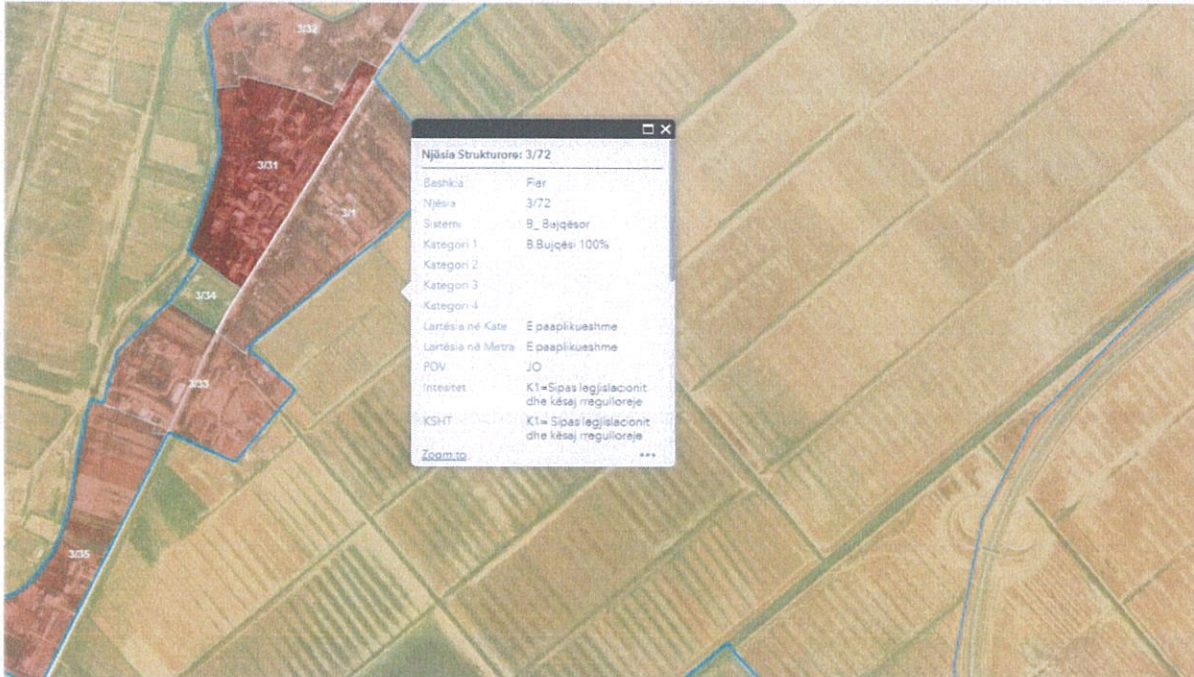 3/32
3/31
3/1
3/34
3/33
3/35
Njësia Strukturore: 3/72
Bashkia Fier
Njësia 3/72
Sistemi B_ Bujqësor
Kategori 1 B.Bujqësi 100%
Kategori 2
Kategori 3
Kategori 4
Lartësia në Kate E paaplikueshme
Lartësia në Metra E paaplikueshme
PDV JO
Intesitet K1=Sipas legjislacionit
dhe kësaj rregulloreje
KSHT K1= Sipas legjislacionit
dhe kësaj rregulloreje
Zoom to